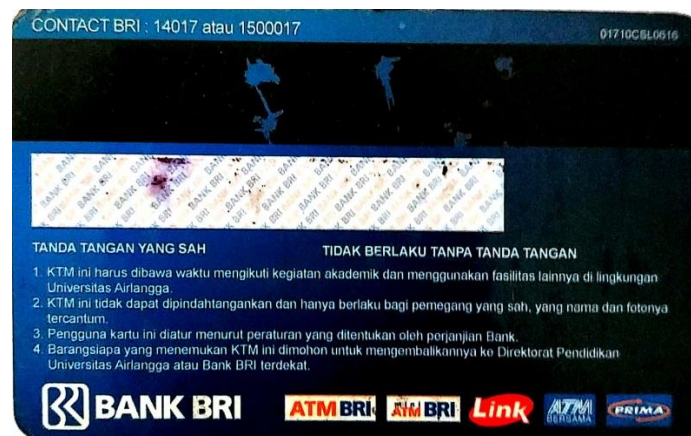 CONTACT BRI : 14017 atau 1500017
01710CSL0616
TANDA TANGAN YANG SAH
TIDAK BERLAKU TANPA TANDA TANGAN
1. KTM ini harus dibawa waktu mengikuti kegiatan akademik dan menggunakan fasilitas lainnya di lingkungan
Universitas Airlangga.
2. KTM ini tidak dapat dipindahtangankan dan hanya berlaku bagi pemegang yang sah, yang nama dan fotonya
tercantum.
3. Pengguna kartu ini diatur menurut peraturan yang ditentukan oleh perjanjian Bank.
4. Barangsiapa yang menemukan KTM ini dimohon untuk mengembalikannya ke Direktorat Pendidikan
Universitas Airlangga atau Bank BRI terdekat.
BANK BRI
ATM BRI
BRI
Link
ATM
BERSAMA
PRIMA